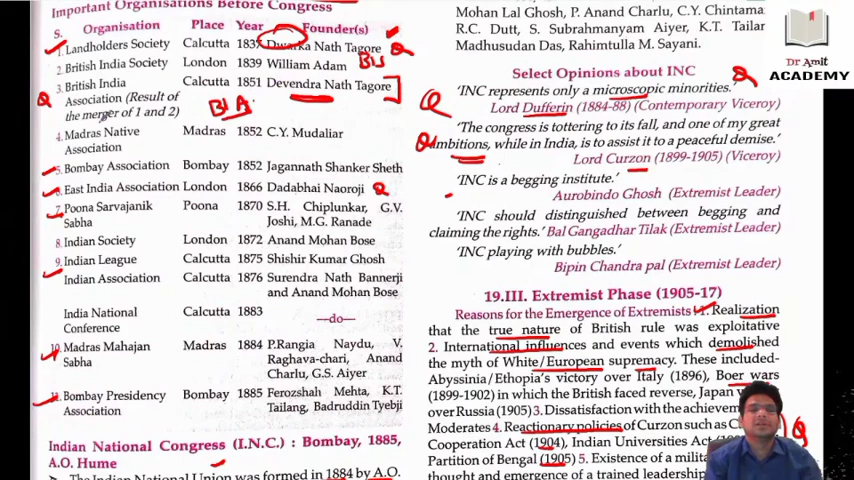 Important Organisations Before Congress
S. Organisation Place Year Founder(s)
1. Landholders Society Calcutta 1837 Dwarka Nath Tagore
2 British India Society London 1839 William Adam BIS
3. British India Calcutta 1851 Devendra Nath Tagore
Association (Result of
the merger of 1 and 2) BIA
4. Madras Native Madras 1852 C.Y. Mudaliar
Association
5. Bombay Association Bombay 1852 Jagannath Shanker Sheth
6. East India Association London 1866 Dadabhai Naoroji
7. Poona Sarvajanik Poona 1870 S.H. Chiplunkar, G.V.
Sabha Joshi, M.G. Ranade
8. Indian Society London 1872 Anand Mohan Bose
9. Indian League Calcutta 1875 Shishir Kumar Ghosh
Indian Association Calcutta 1876 Surendra Nath Bannerji
and Anand Mohan Bose
India National Calcutta 1883 —do—
Conference
10. Madras Mahajan Madras 1884 P.Rangia Naydu, V.
Sabha Raghava-chari, Anand
Charlu, G.S. Aiyer
11. Bombay Presidency Bombay 1885 Ferozshah Mehta, K.T.
Association Tailang, Badruddin Tyebji
Indian National Congress (I.N.C.) : Bombay, 1885,
A.O. Hume
The Indian National Union was formed in 1884 by A.O.
Mohan Lal Ghosh, P. Anand Charlu, C.Y. Chintama
R.C. Dutt, S. Subrahmanyam Aiyer, K.T. Tailar
Madhusudan Das, Rahimtulla M. Sayani.
Select Opinions about INC
'INC represents only a microscopic minorities.'
Lord Dufferin (1884-88) (Contemporary Viceroy)
'The congress is tottering to its fall, and one of my great
ambitions, while in India, is to assist it to a peaceful demise.'
Lord Curzon (1899-1905) (Viceroy)
'INC is a begging institute.'
Aurobindo Ghosh (Extremist Leader)
'INC should distinguished between begging and
claiming the rights.' Bal Gangadhar Tilak (Extremist Leader)
'INC playing with bubbles.'
Bipin Chandra pal (Extremist Leader)
19.III. Extremist Phase (1905-17)
Reasons for the Emergence of Extremists 1. Realization
that the true nature of British rule was exploitative
2. International influences and events which demolished
the myth of White/European supremacy. These included-
Abyssinia/Ethopia's victory over Italy (1896), Boer wars
(1899-1902) in which the British faced reverse, Japan
over Russia (1905) 3. Dissatisfaction with the achievem
Moderates 4. Reactionary policies of Curzon such as C
Cooperation Act (1904), Indian Universities Act
Partition of Bengal (1905) 5. Existence of a milita
thought and emergence of a trained leadership
Dr Amit
ACADEMY